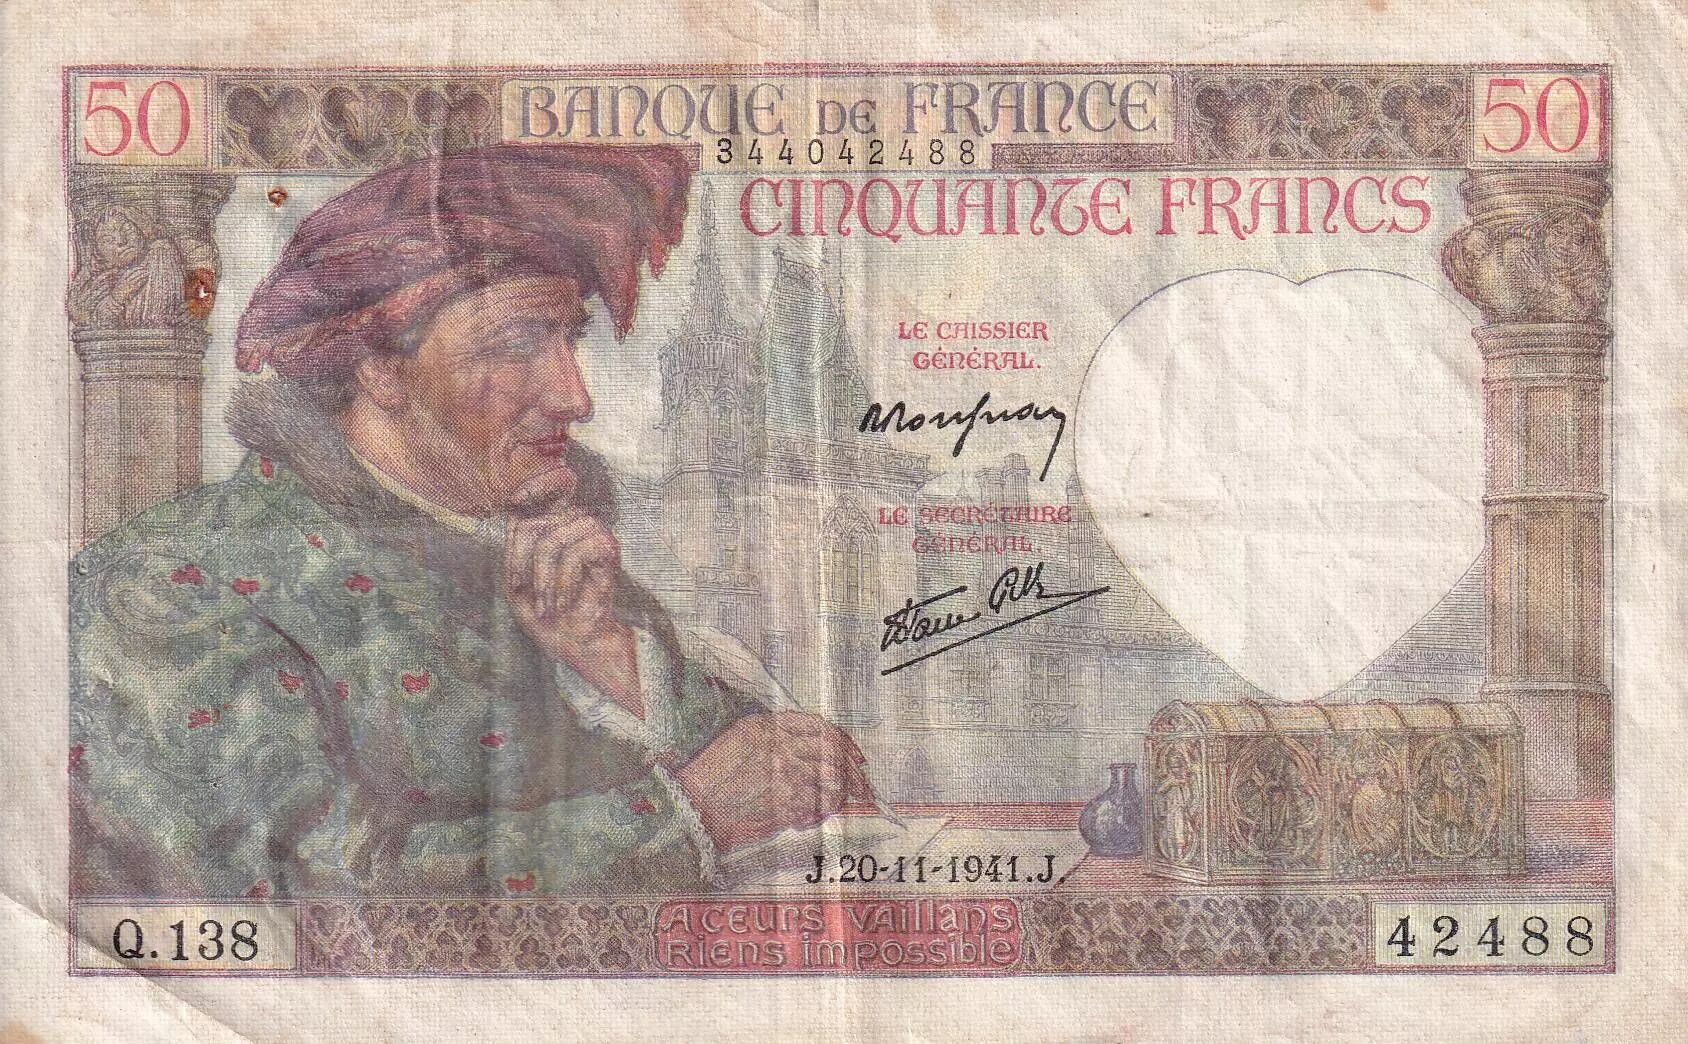 50 BANQUE DE FRANCE 50
344042488
CINQUANTE FRANCS
LE CAISSIER
GÉNÉRAL.
LE SECRÉTAIRE
GÉNÉRAL.
J.20-11-1941.J.
Q.138
A CEURS VAILLANS
RIENS IMPOSSIBLE
42488